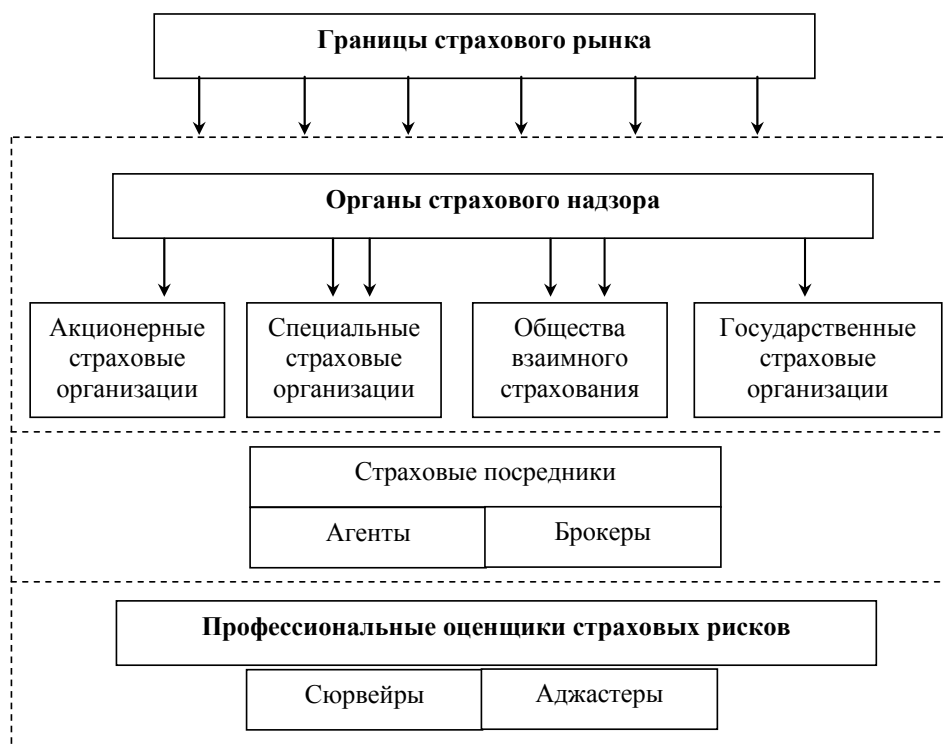 Границы страхового рынка
Органы страхового надзора
Акционерные
страховые
организации
Специальные
страховые
организации
Общества
взаимного
страхования
Государственные
страховые
организации
Страховые посредники
Агенты
Брокеры
Профессиональные оценщики страховых рисков
Сюрвейры
Аджастеры